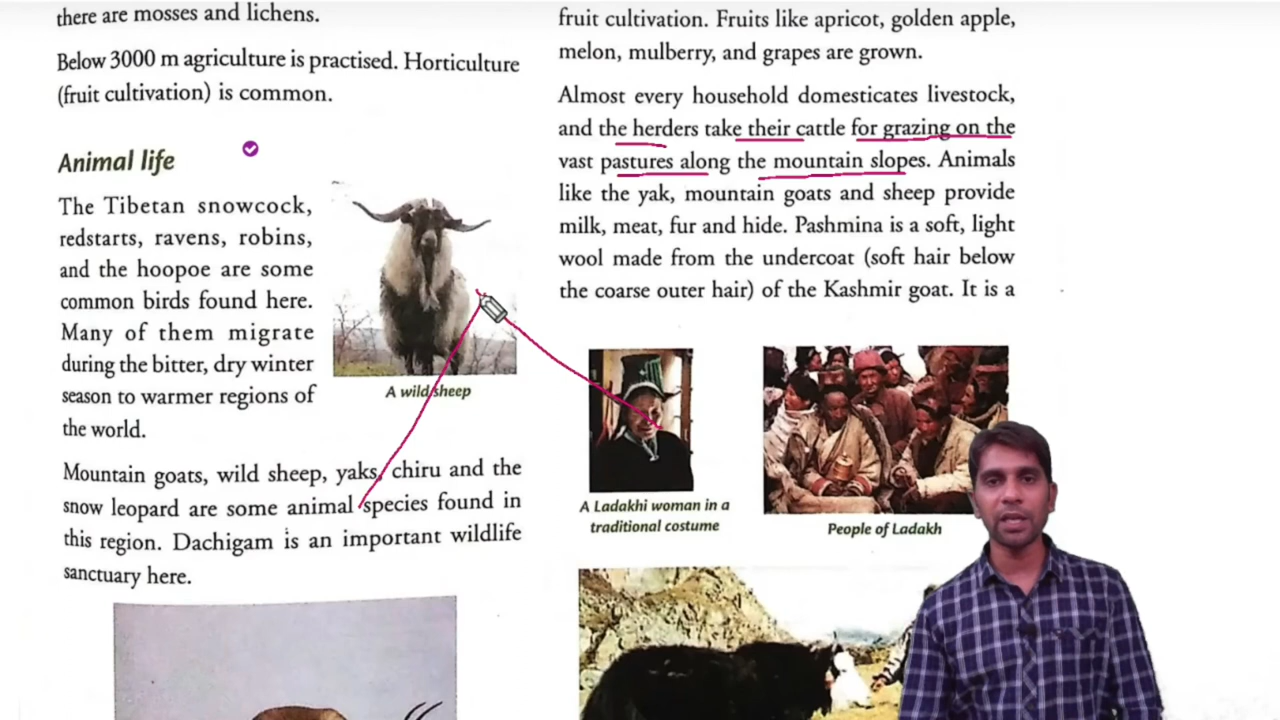 there are mosses and lichens.
Below 3000 m agriculture is practised. Horticulture
(fruit cultivation) is common.
Animal life
The Tibetan snowcock,
redstarts, ravens, robins,
and the hoopoe are some
common birds found here.
Many of them migrate
during the bitter, dry winter
season to warmer regions of
the world.
A wild sheep
Mountain goats, wild sheep, yaks, chiru and the
snow leopard are some animal species found in
this region. Dachigam is an important wildlife
sanctuary here.
fruit cultivation. Fruits like apricot, golden apple,
melon, mulberry, and grapes are grown.
Almost every household domesticates livestock,
and the herders take their cattle for grazing on the
vast pastures along the mountain slopes. Animals
like the yak, mountain goats and sheep provide
milk, meat, fur and hide. Pashmina is a soft, light
wool made from the undercoat (soft hair below
the coarse outer hair) of the Kashmir goat. It is a
A Ladakhi woman in a
traditional costume
People of Ladakh